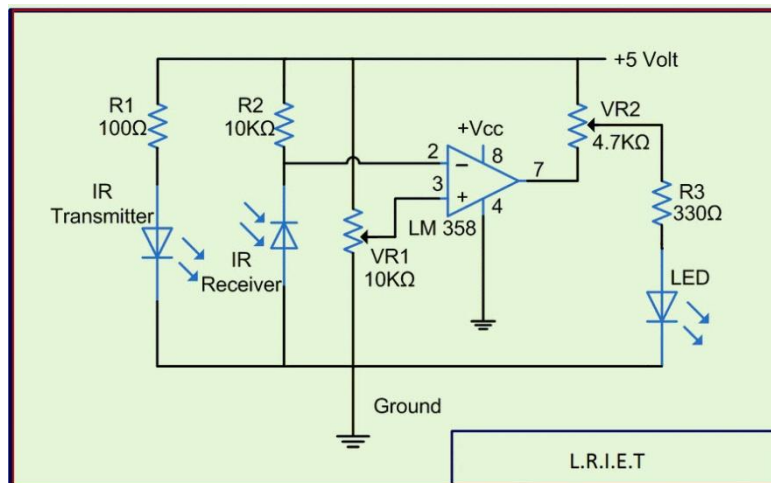 +5 Volt
R1
100Ω
R2
10KΩ
VR2
4.7KΩ
+Vcc
8
2
−
7
3
+
4
LM 358
R3
330Ω
IR
Transmitter
IR
Receiver
VR1
10KΩ
LED
Ground
L.R.I.E.T